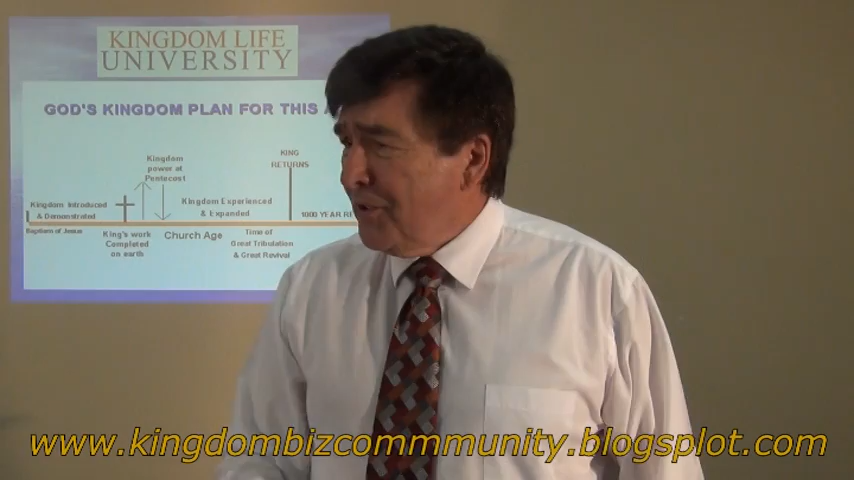 KINGDOM LIFE
UNIVERSITY
GOD'S KINGDOM PLAN FOR THIS
Kingdom
power at
Pentecost
KING
RETURNS
Kingdom Introduced
& Demonstrated
Kingdom Experienced
& Expanded
1000 YEAR
Baptism of Jesus
King's work
Completed
on earth
Church Age
Time of
Great Tribulation
& Great Revival
www.kingdombizcommmunity.blogsplot.com